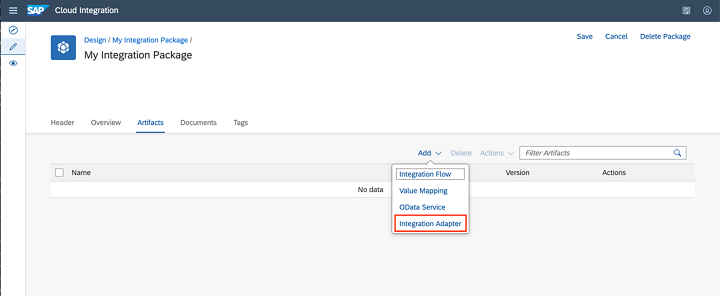 SAP Cloud Integration
Design / My Integration Package /
My Integration Package
Save Cancel Delete Package
Header Overview Artifacts Documents Tags
Add Delete Actions Filter Artifacts
Name Version Actions
No data
Integration Flow
Value Mapping
OData Service
Integration Adapter